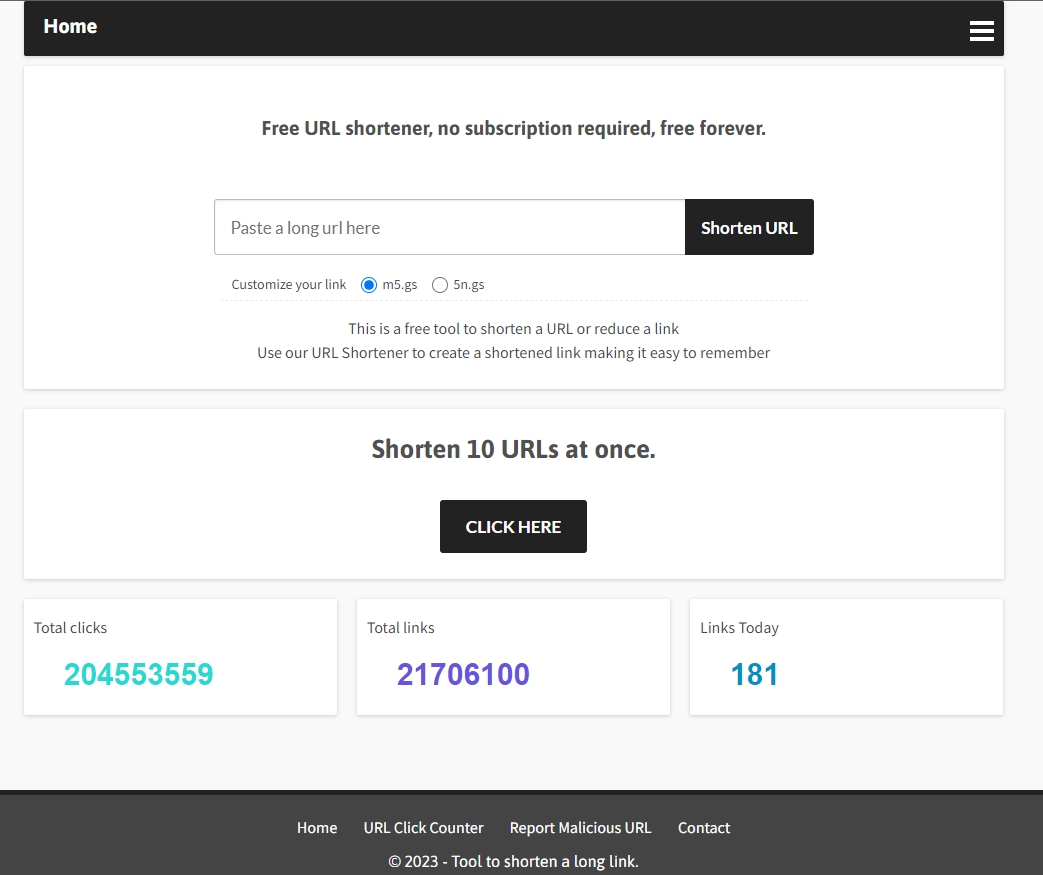 Home
Free URL shortener, no subscription required, free forever.
Paste a long url here
Shorten URL
Customize your link m5.gs 5n.gs
This is a free tool to shorten a URL or reduce a link
Use our URL Shortener to create a shortened link making it easy to remember
Shorten 10 URLs at once.
CLICK HERE
Total clicks
204553559
Total links
21706100
Links Today
181
Home URL Click Counter Report Malicious URL Contact
© 2023 - Tool to shorten a long link.